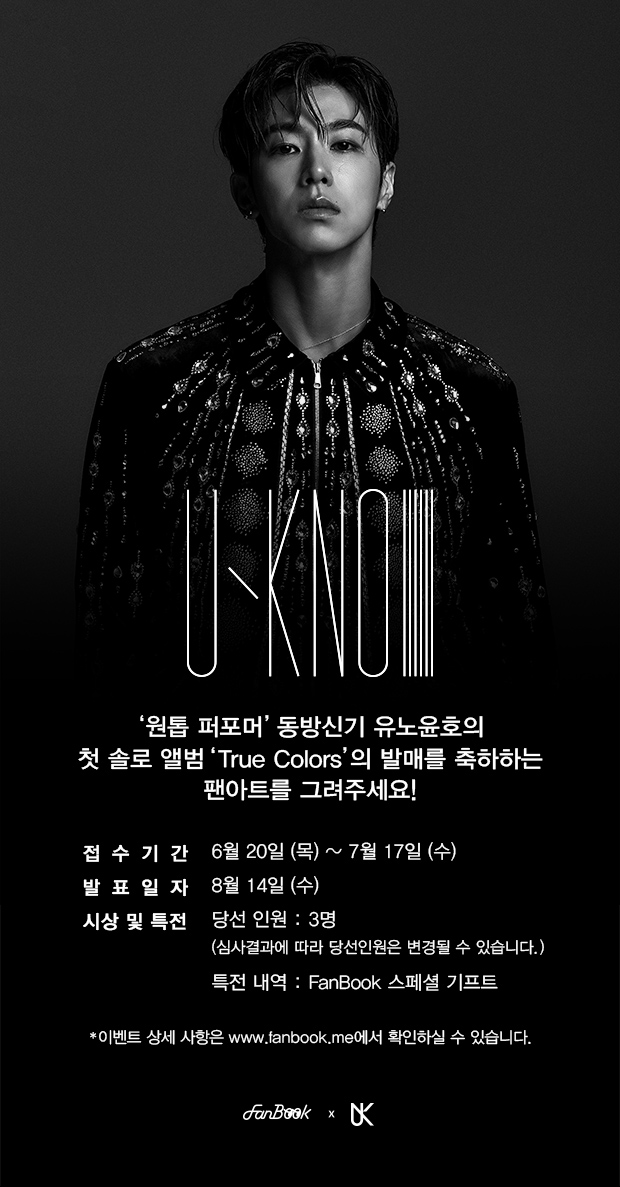 U-KNOW
‘원톱 퍼포머’ 동방신기 유노윤호의
첫 솔로 앨범 ‘True Colors’의 발매를 축하하는
팬아트를 그려주세요!
접 수 기 간 6월 20일 (목) ~ 7월 17일 (수)
발 표 일 자 8월 14일 (수)
시상 및 특전 당선 인원 : 3명
(심사결과에 따라 당선인원은 변경될 수 있습니다.)
특전 내역 : FanBook 스페셜 기프트
*이벤트 상세 사항은 www.fanbook.me에서 확인하실 수 있습니다.
FanBook x UK